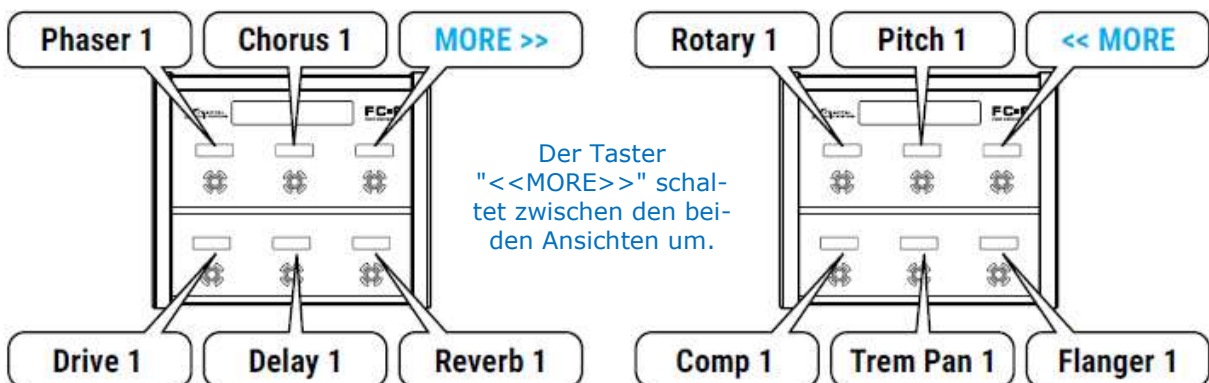 Phaser 1
Chorus 1
MORE >>
Rotary 1
Pitch 1
<< MORE
Der Taster
"<<MORE>>" schal-
tet zwischen den bei-
den Ansichten um.
Drive 1
Delay 1
Reverb 1
Comp 1
Trem Pan 1
Flanger 1